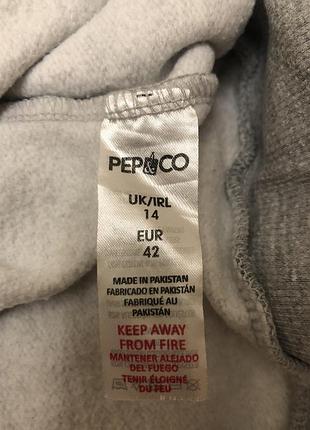 PEP&CO
UK/IRL
14
EUR
42
MADE IN PAKISTAN
FABRICADO EN PAKISTÁN
FABRIQUÉ AU
PAKISTAN
KEEP AWAY
FROM FIRE
MANTENER ALEJADO
DEL FUEGO
TENIR ÉLOIGNÉ
DU FEU